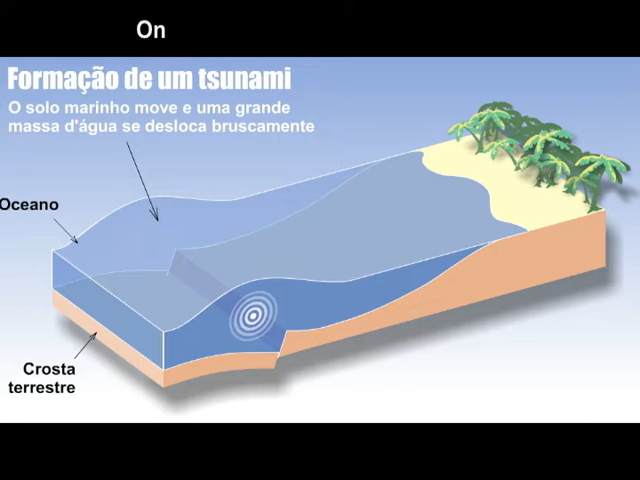 On
Formação de um tsunami
O solo marinho move e uma grande
massa d'água se desloca bruscamente
Oceano
Crosta
terrestre